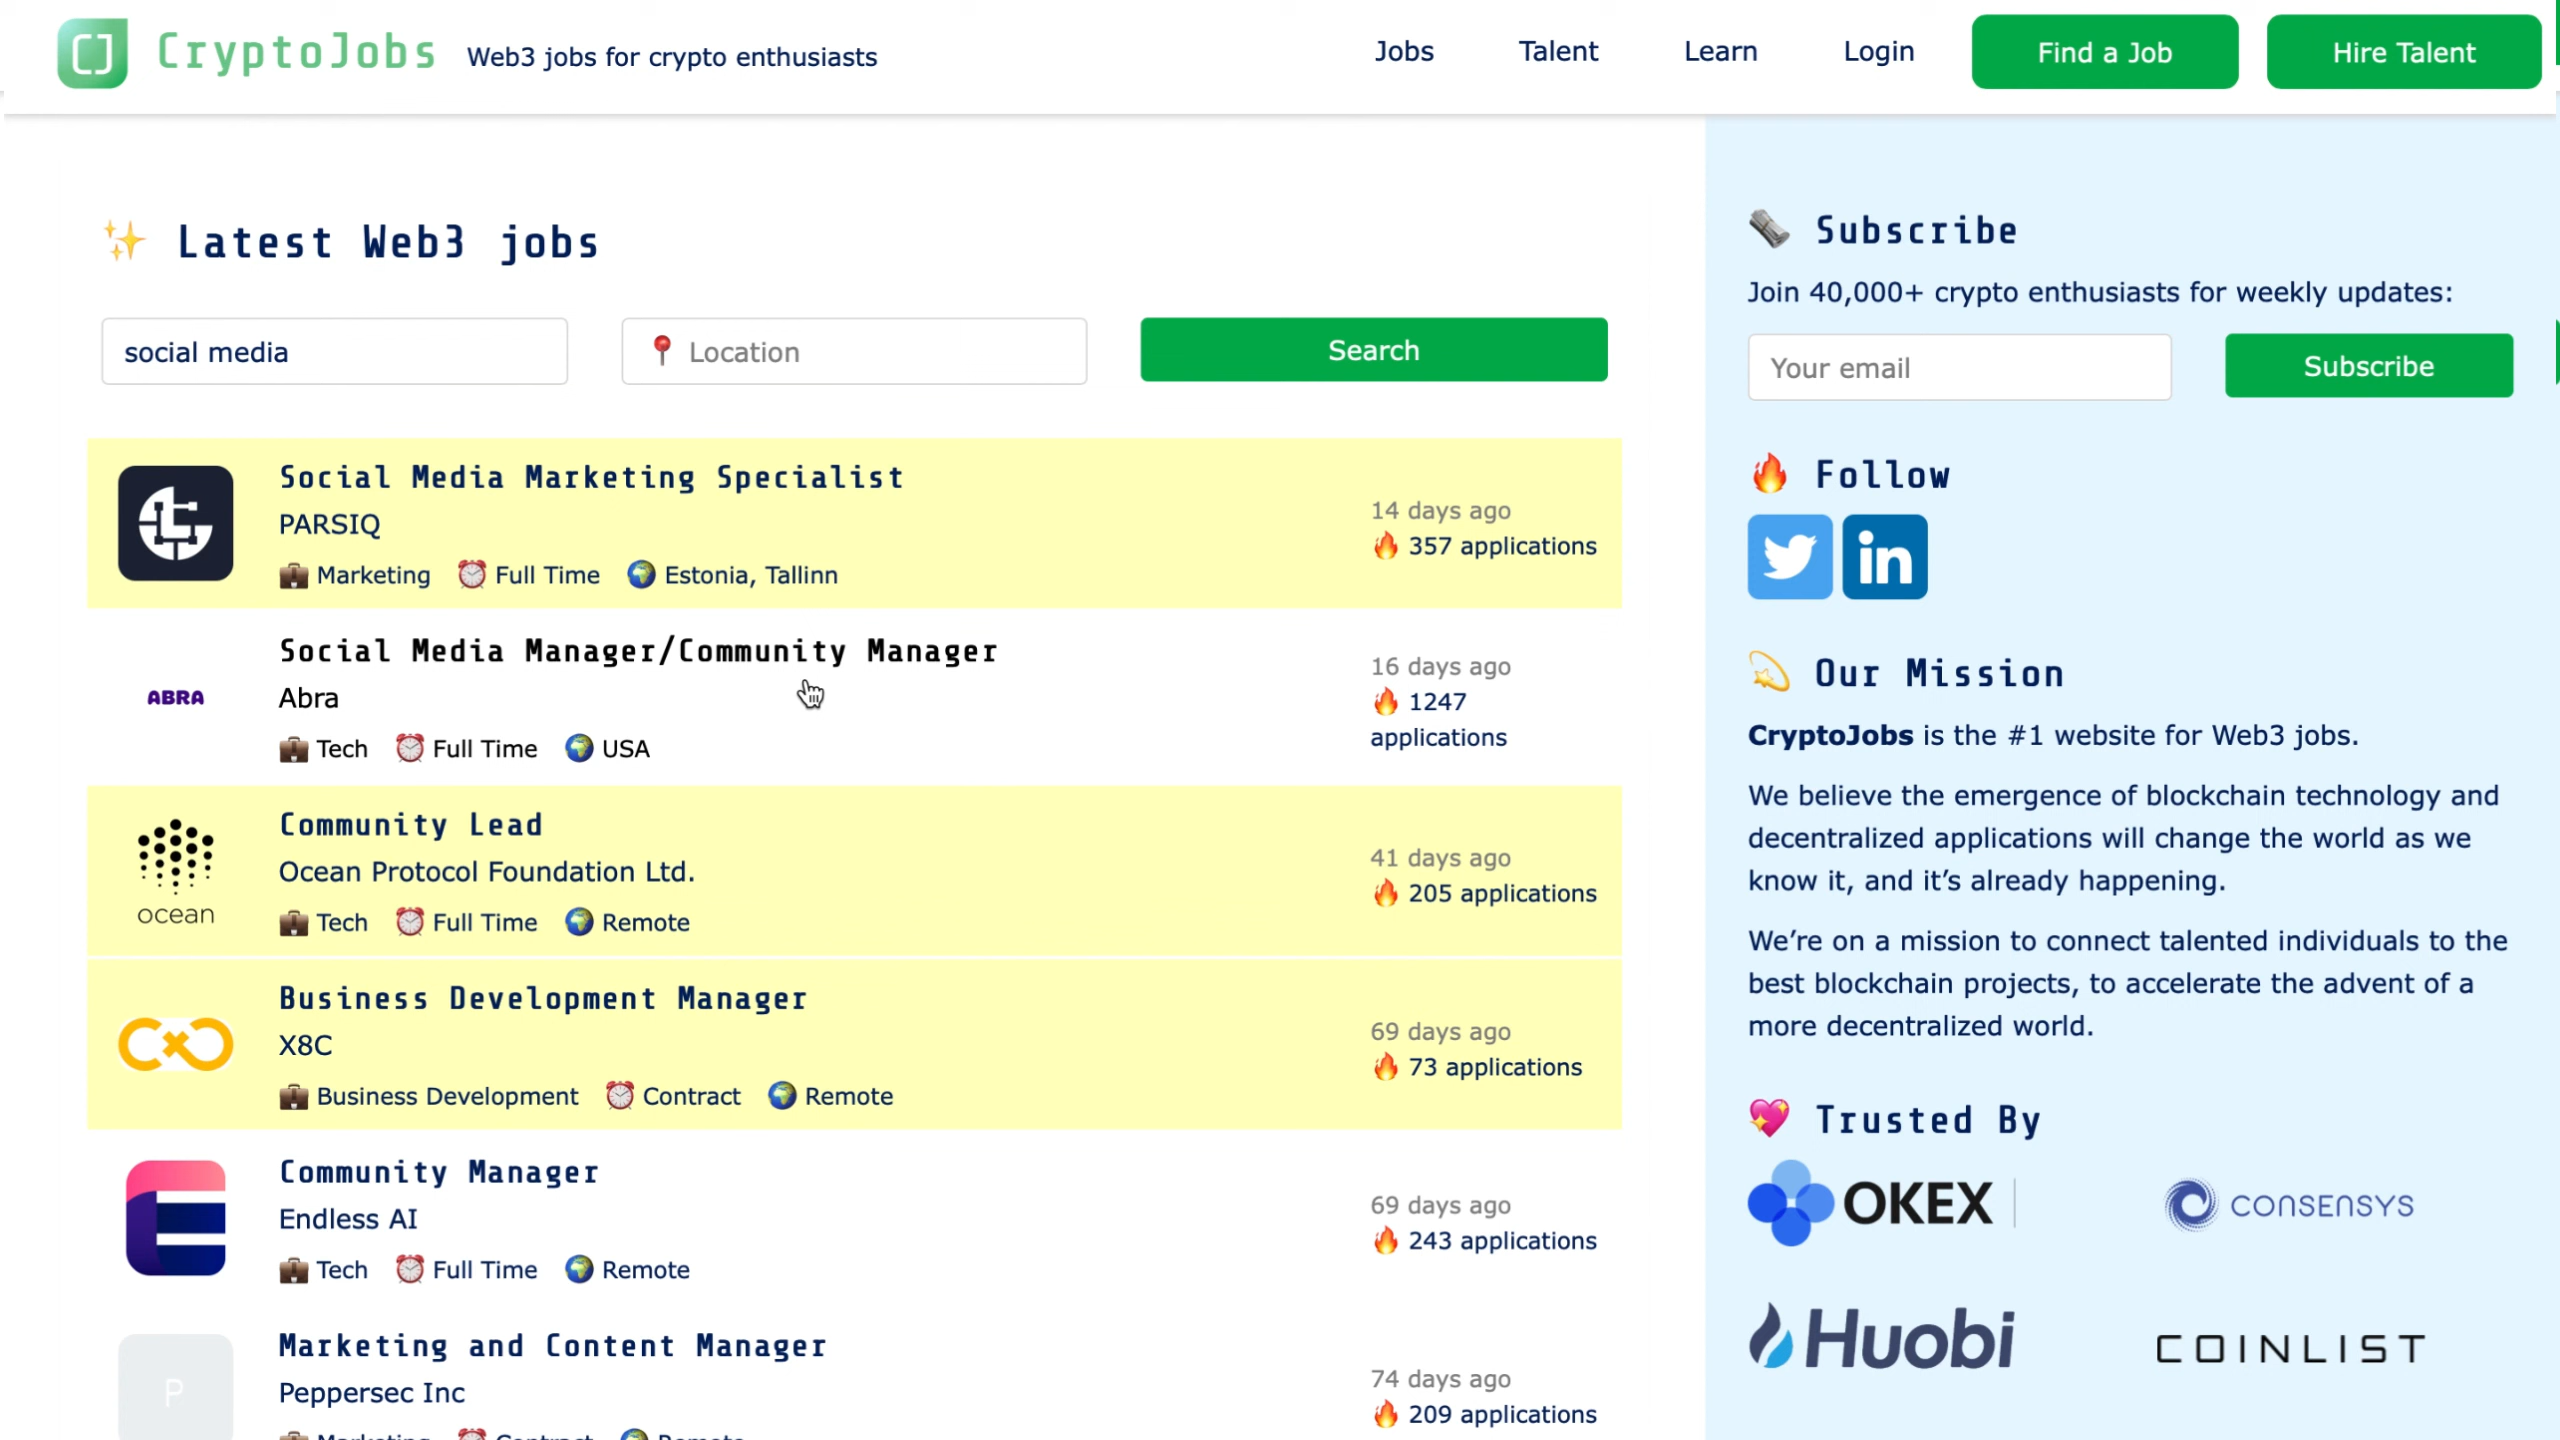 CryptoJobs
Web3 jobs for crypto enthusiasts
Jobs
Talent
Learn
Login
Find a Job
Hire Talent
✨ Latest Web3 jobs
social media
📍 Location
Search
Social Media Marketing Specialist
PARSIQ
💼 Marketing ⏰ Full Time 🌍 Estonia, Tallinn
14 days ago
🔥 357 applications
ABRA
Social Media Manager/Community Manager
Abra
💼 Tech ⏰ Full Time 🌍 USA
16 days ago
🔥 1247
applications
ocean
Community Lead
Ocean Protocol Foundation Ltd.
💼 Tech ⏰ Full Time 🌍 Remote
41 days ago
🔥 205 applications
Business Development Manager
X8C
💼 Business Development ⏰ Contract 🌍 Remote
69 days ago
🔥 73 applications
Community Manager
Endless AI
💼 Tech ⏰ Full Time 🌍 Remote
69 days ago
🔥 243 applications
P
Marketing and Content Manager
Peppersec Inc
💼 Marketing ⏰ Contract 🌍 Remote
74 days ago
🔥 209 applications
🗞️ Subscribe
Join 40,000+ crypto enthusiasts for weekly updates:
Your email
Subscribe
🔥 Follow
in
💫 Our Mission
CryptoJobs is the #1 website for Web3 jobs.
We believe the emergence of blockchain technology and
decentralized applications will change the world as we
know it, and it’s already happening.
We’re on a mission to connect talented individuals to the
best blockchain projects, to accelerate the advent of a
more decentralized world.
💖 Trusted By
OKEX
CONSENSYS
Huobi
COINLIST